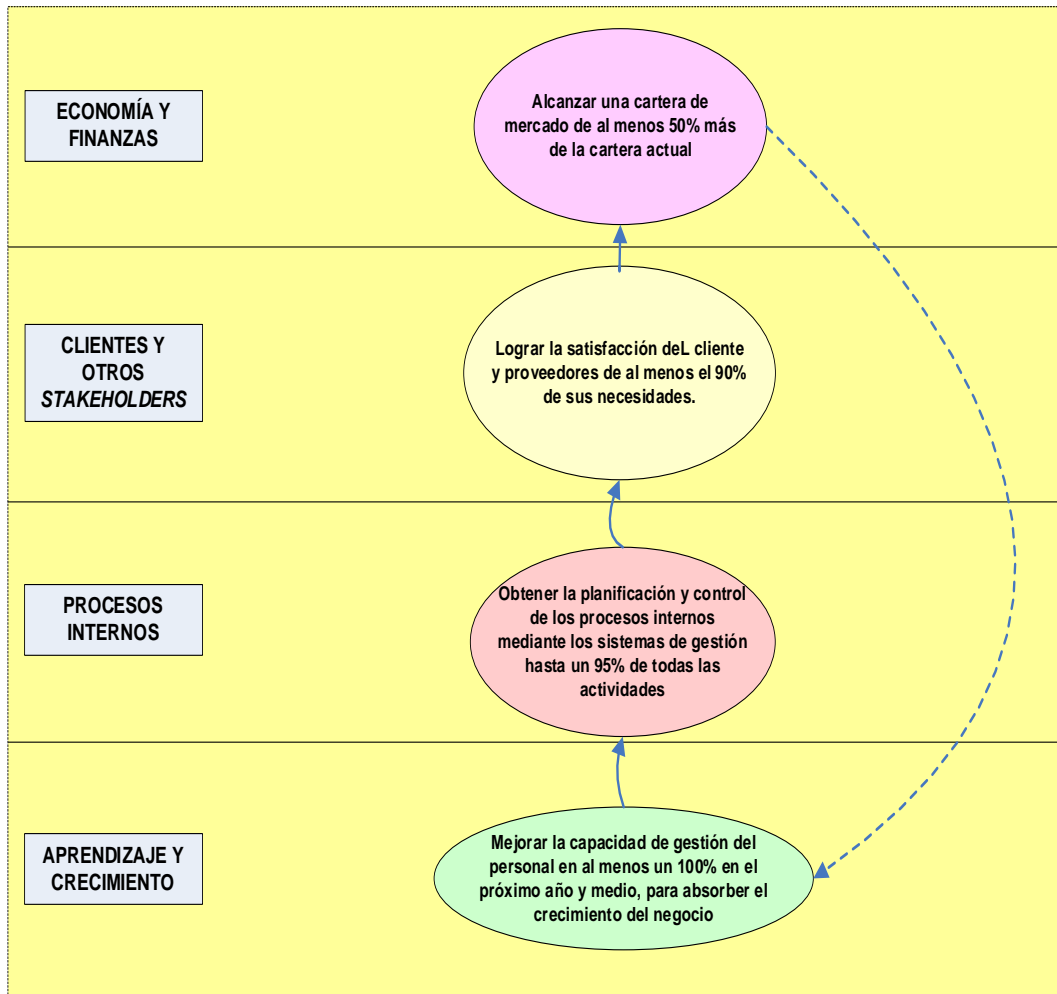 ECONOMÍA Y
FINANZAS
Alcanzar una cartera de
mercado de al menos 50% más
de la cartera actual
CLIENTES Y
OTROS
STAKEHOLDERS
Lograr la satisfacción deL cliente
y proveedores de al menos el 90%
de sus necesidades.
PROCESOS
INTERNOS
Obtener la planificación y control
de los procesos internos
mediante los sistemas de gestión
hasta un 95% de todas las
actividades
APRENDIZAJE Y
CRECIMIENTO
Mejorar la capacidad de gestión del
personal en al menos un 100% en el
próximo año y medio, para absorber el
crecimiento del negocio